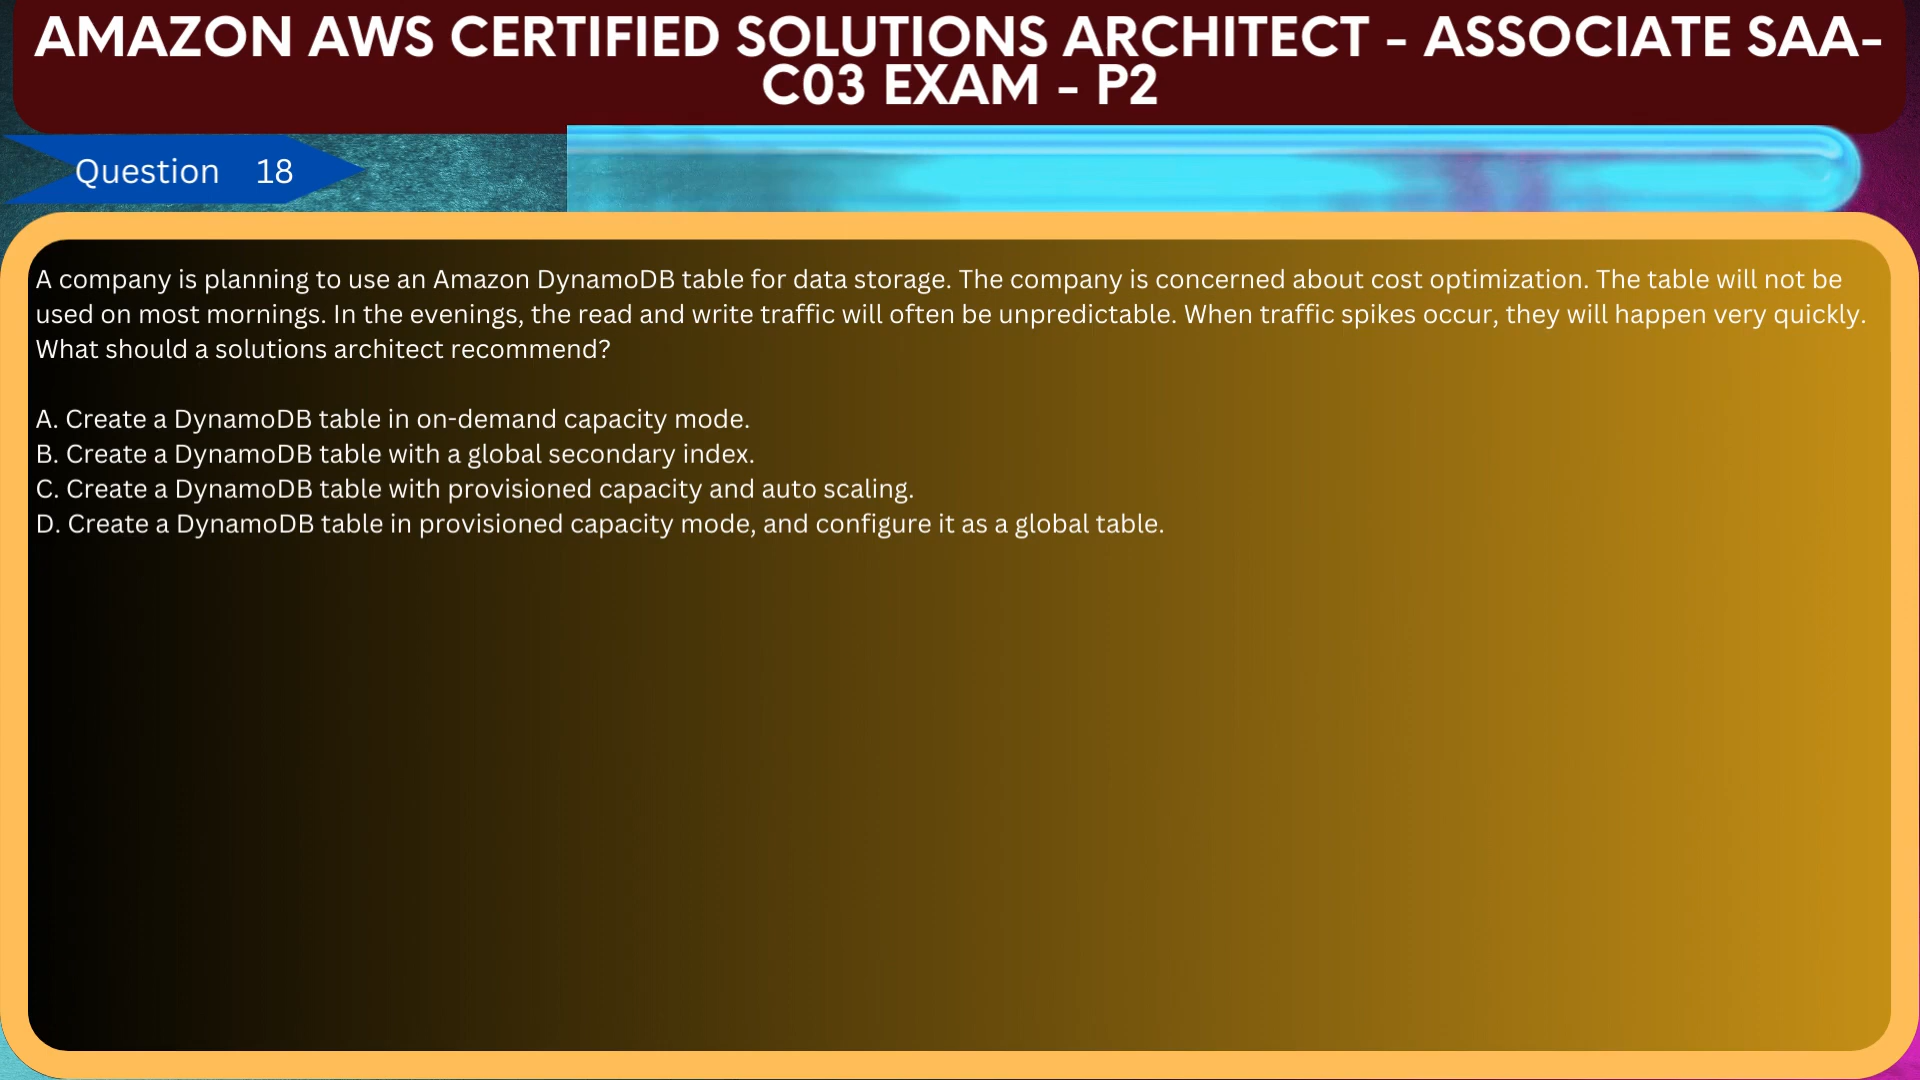 AMAZON AWS CERTIFIED SOLUTIONS ARCHITECT - ASSOCIATE SAA-
C03 EXAM - P2
Question 18
A company is planning to use an Amazon DynamoDB table for data storage. The company is concerned about cost optimization. The table will not be
used on most mornings. In the evenings, the read and write traffic will often be unpredictable. When traffic spikes occur, they will happen very quickly.
What should a solutions architect recommend?
A. Create a DynamoDB table in on-demand capacity mode.
B. Create a DynamoDB table with a global secondary index.
C. Create a DynamoDB table with provisioned capacity and auto scaling.
D. Create a DynamoDB table in provisioned capacity mode, and configure it as a global table.